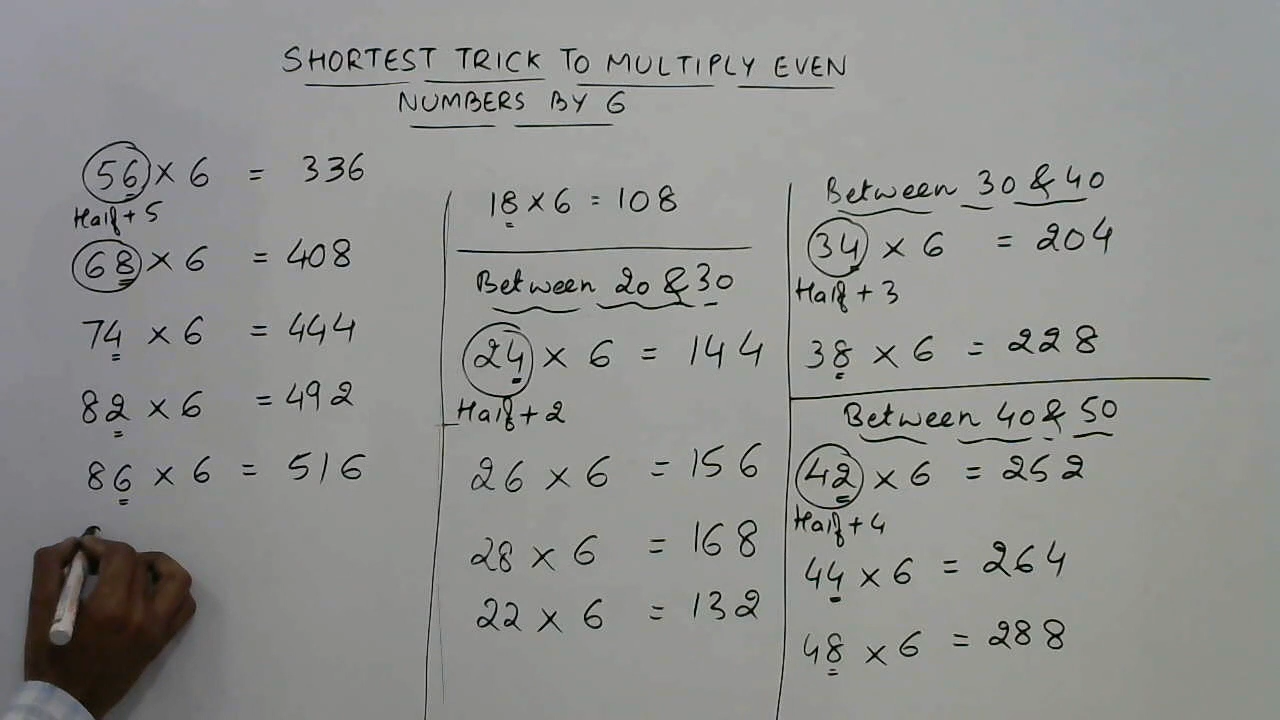 SHORTEST TRICK TO MULTIPLY EVEN
NUMBERS BY 6
56 × 6 = 336
Half + 5
68 × 6 = 408
74 × 6 = 444
82 × 6 = 492
86 × 6 = 516
18 × 6 = 108
Between 20 & 30
24 × 6 = 144
Half + 2
26 × 6 = 156
28 × 6 = 168
22 × 6 = 132
Between 30 & 40
34 × 6 = 204
Half + 3
38 × 6 = 228
Between 40 & 50
42 × 6 = 252
Half + 4
44 × 6 = 264
48 × 6 = 288